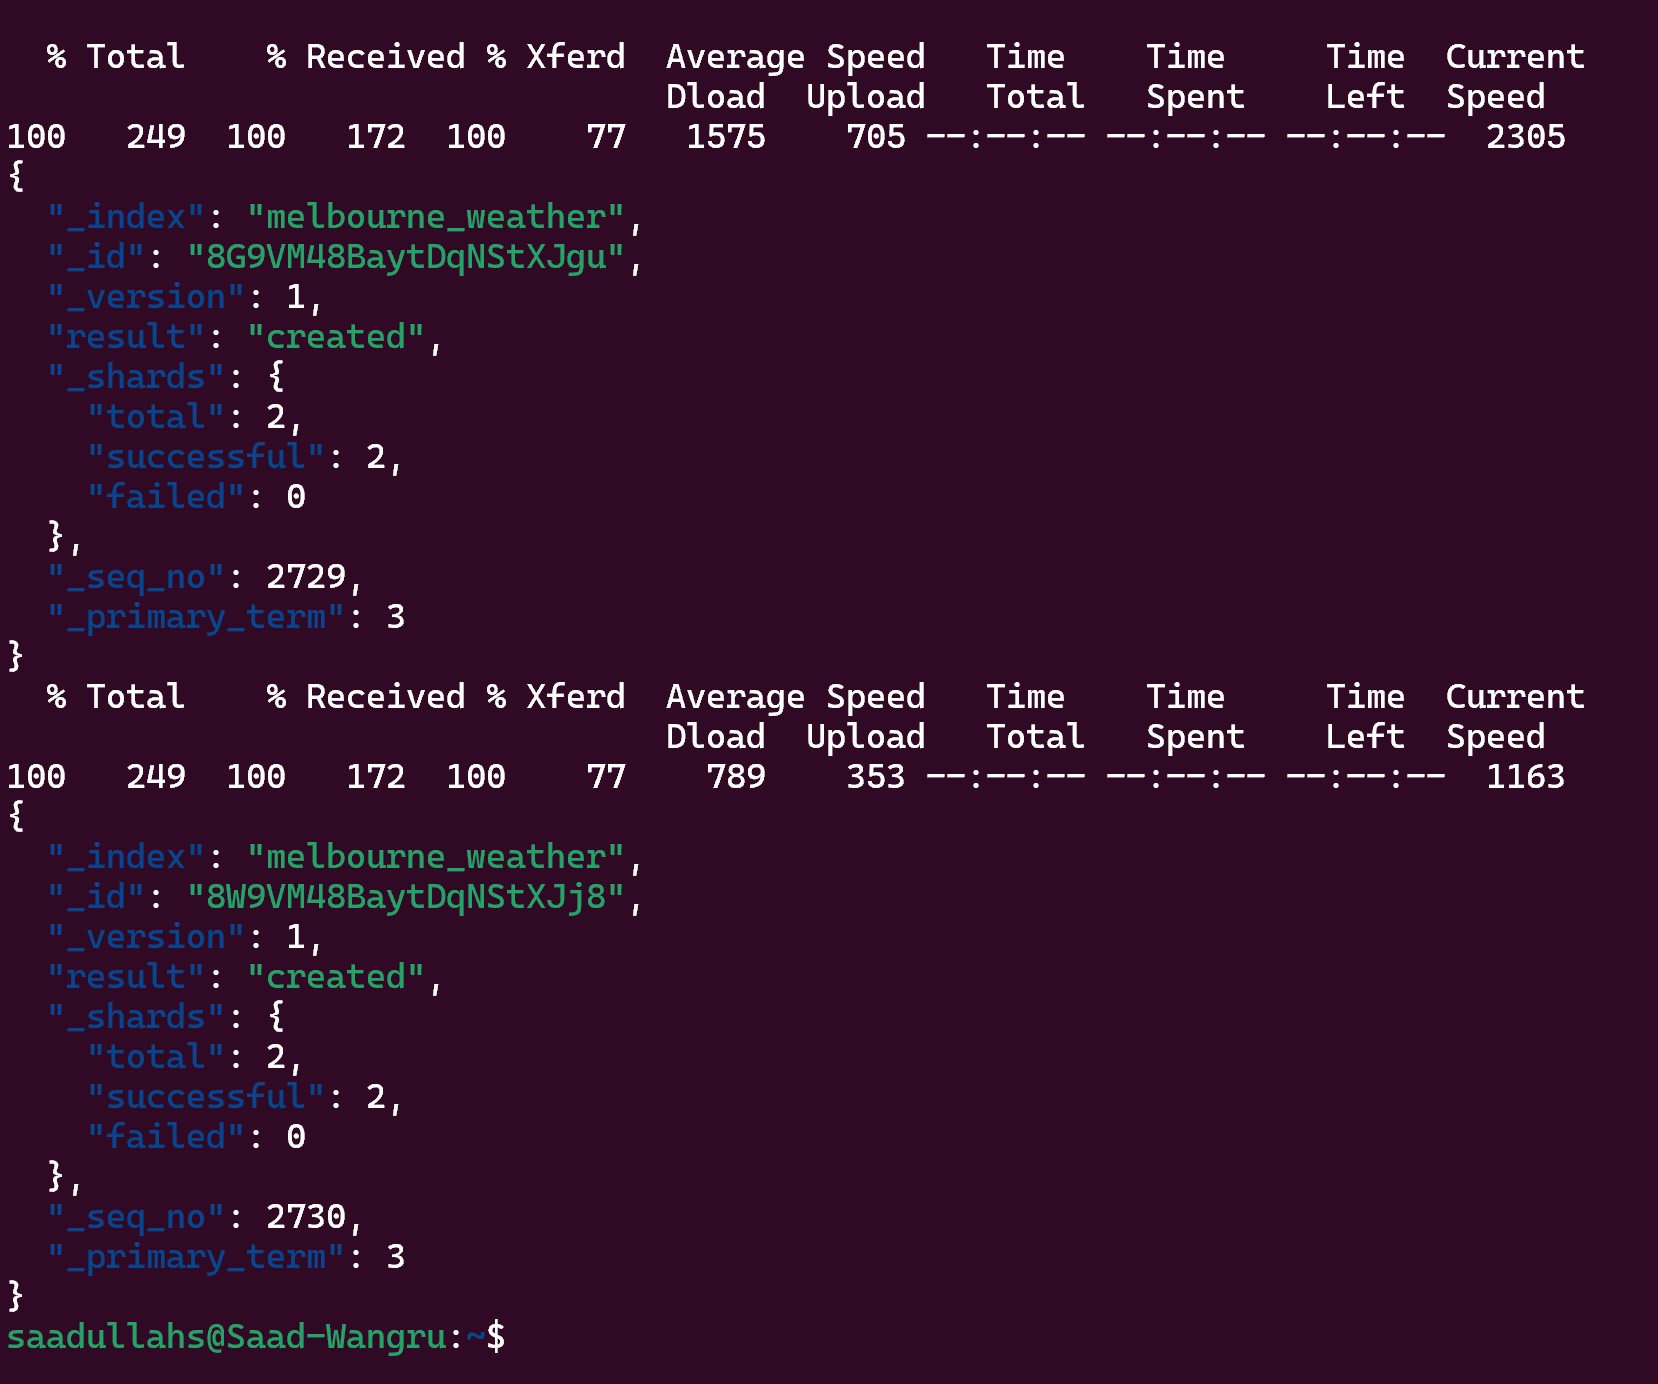 % Total    % Received % Xferd  Average Speed   Time    Time     Time  Current
                                 Dload  Upload   Total   Spent    Left  Speed
100   249  100   172  100    77   1575    705 --:--:-- --:--:-- --:--:--  2305
{
  "_index": "melbourne_weather",
  "_id": "8G9VM48BaytDqNStXJgu",
  "_version": 1,
  "result": "created",
  "_shards": {
    "total": 2,
    "successful": 2,
    "failed": 0
  },
  "_seq_no": 2729,
  "_primary_term": 3
}
  % Total    % Received % Xferd  Average Speed   Time    Time     Time  Current
                                 Dload  Upload   Total   Spent    Left  Speed
100   249  100   172  100    77    789    353 --:--:-- --:--:-- --:--:--  1163
{
  "_index": "melbourne_weather",
  "_id": "8W9VM48BaytDqNStXJj8",
  "_version": 1,
  "result": "created",
  "_shards": {
    "total": 2,
    "successful": 2,
    "failed": 0
  },
  "_seq_no": 2730,
  "_primary_term": 3
}
saadullahs@Saad-Wangru:~$